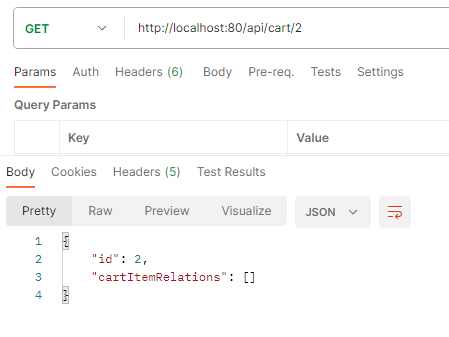 GET http://localhost:80/api/cart/2
Params Auth Headers (6) Body Pre-req. Tests Settings
Query Params
Key Value
Body Cookies Headers (5) Test Results
Pretty Raw Preview Visualize JSON
1 {
2 "id": 2,
3 "cartItemRelations": []
4 }